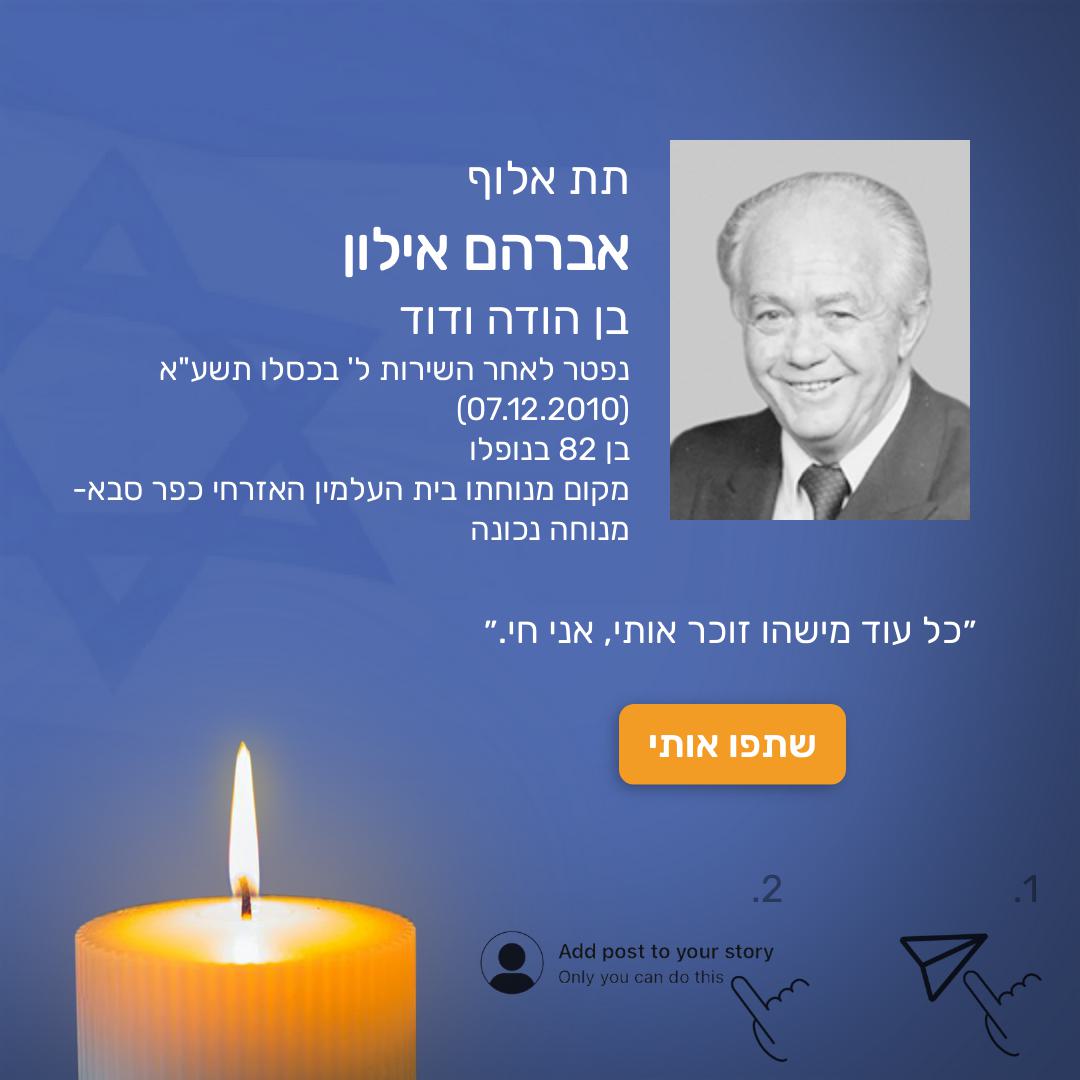 תת אלוף
אברהם אילון
בן הודה ודוד
נפטר לאחר השירות ל' בכסלו תשע"א
(07.12.2010)
בן 82 בנופלו
מקום מנוחתו בית העלמין האזרחי כפר סבא-
מנוחה נכונה
״כל עוד מישהו זוכר אותי, אני חי.״
שתפו אותי
.1
.2
Add post to your story
Only you can do this